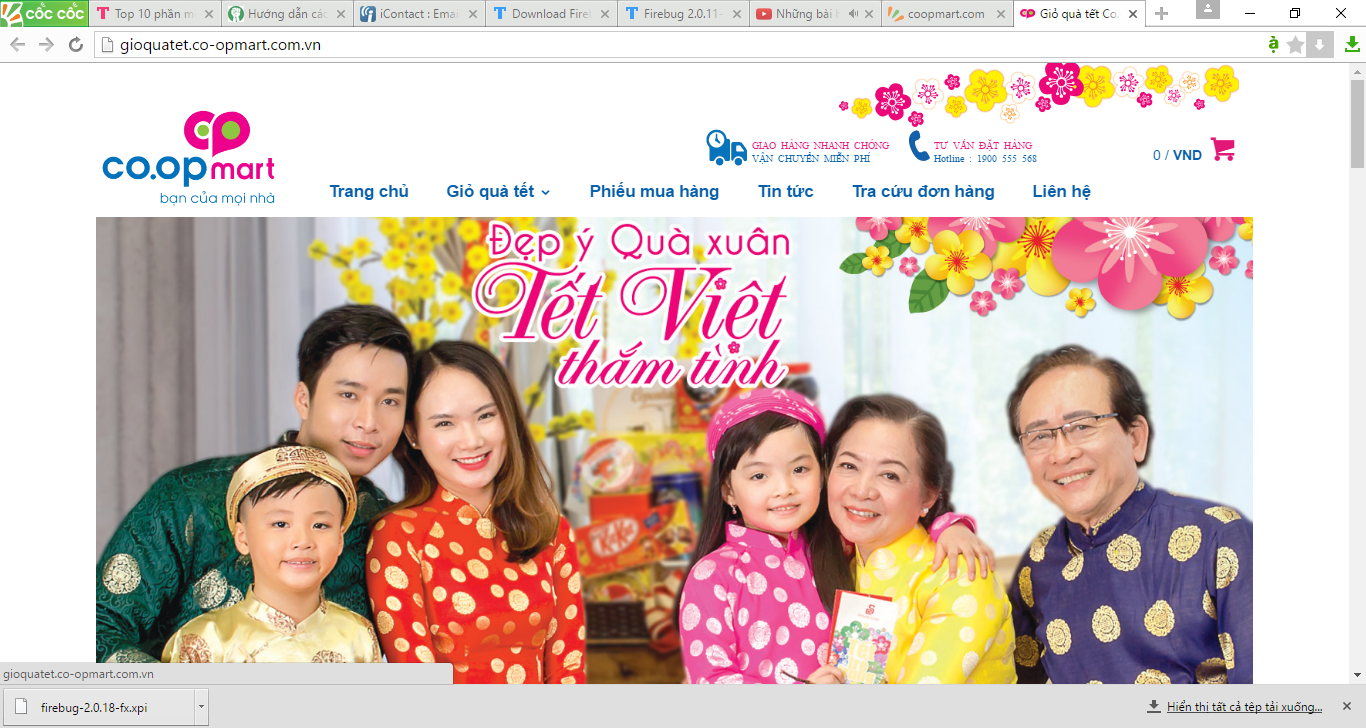 CỐC CỐC
Top 10 phần m
Hướng dẫn các
iContact : Emai
Download Fire
Firebug 2.0.11-
Những bài
coopmart.com
Giỏ quà tết Co.
gioquatet.co-opmart.com.vn
co.opmart
bạn của mọi nhà
GIAO HÀNG NHANH CHÓNG
VẬN CHUYỂN MIỄN PHÍ
TƯ VẤN ĐẶT HÀNG
Hotline : 1900 555 568
0 / VND
Trang chủ
Giỏ quà tết
Phiếu mua hàng
Tin tức
Tra cứu đơn hàng
Liên hệ
Đẹp ý Quà xuân
Tết Việt
thắm tình
KitKat
gioquatet.co-opmart.com.vn
firebug-2.0.18-fx.xpi
Hiển thị tất cả tệp tải xuống...